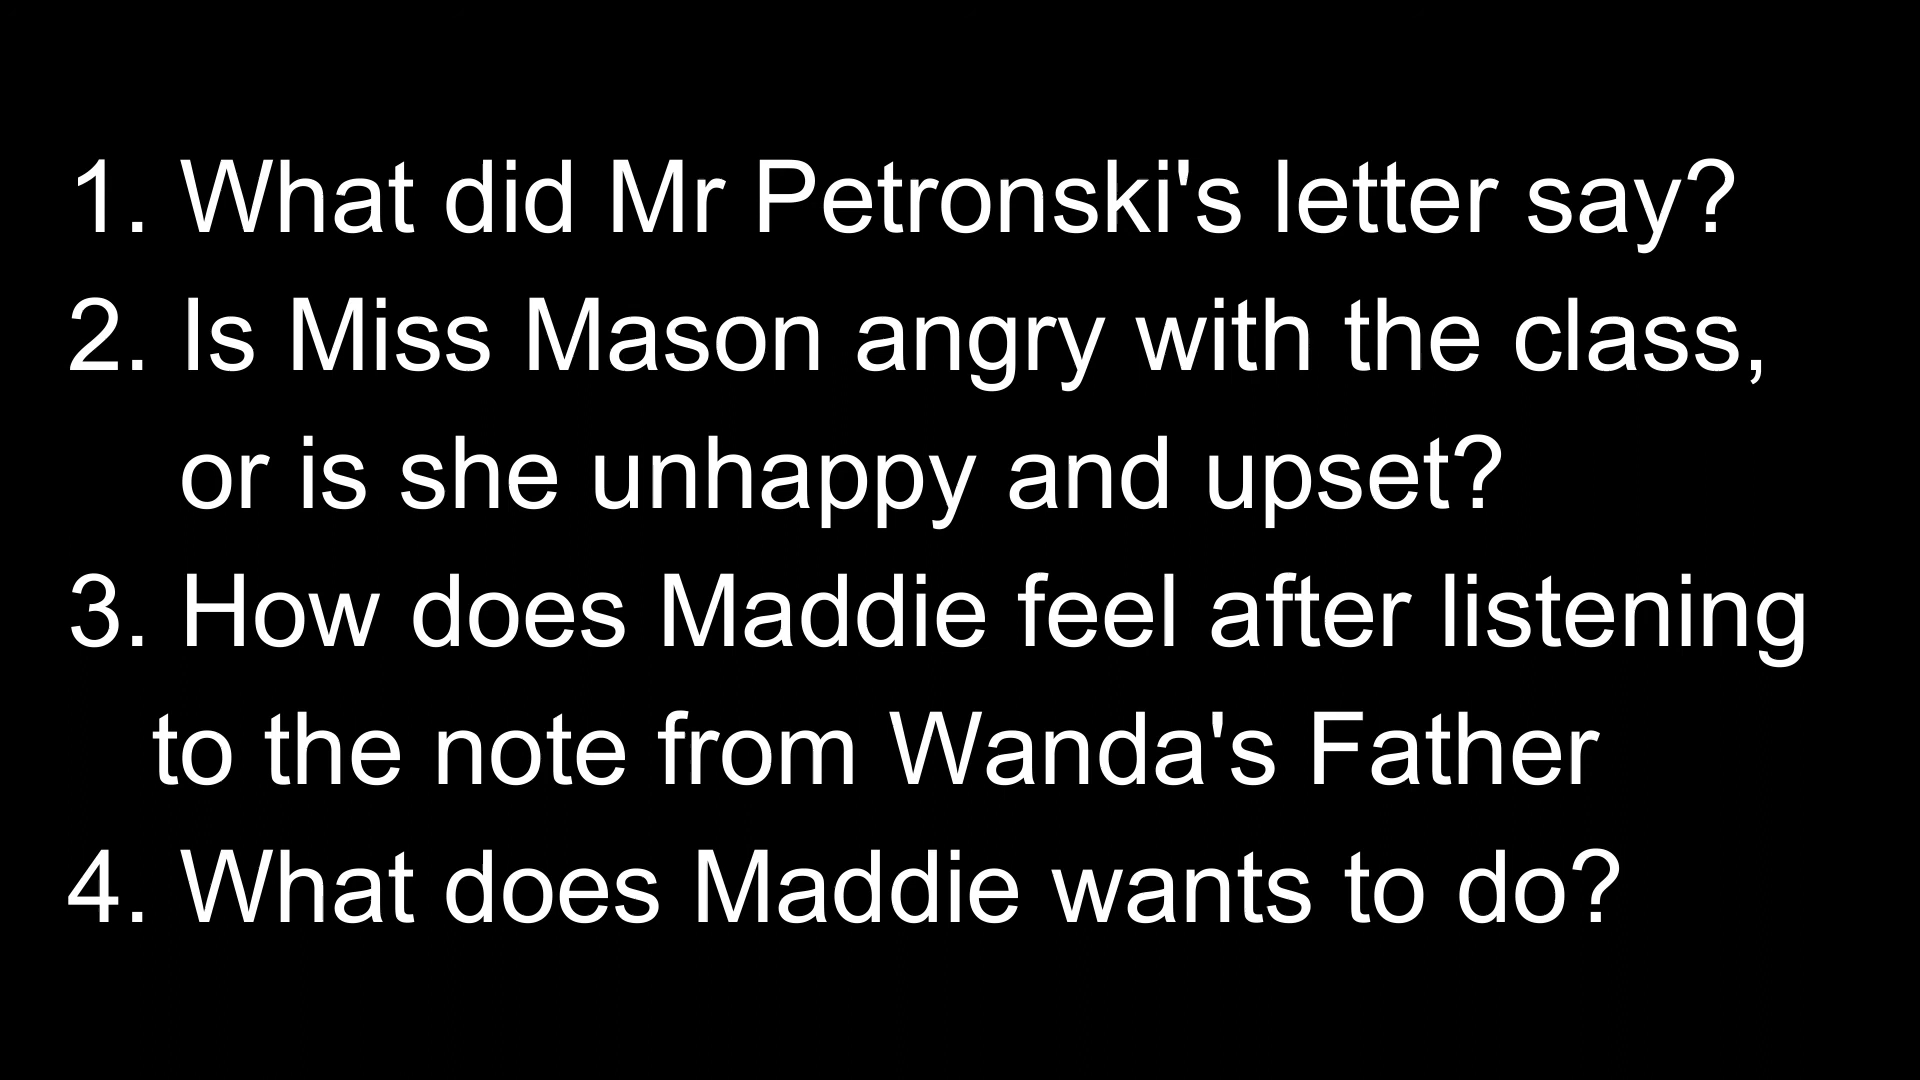 1. What did Mr Petronski's letter say?
2. Is Miss Mason angry with the class,
or is she unhappy and upset?
3. How does Maddie feel after listening
to the note from Wanda's Father
4. What does Maddie wants to do?